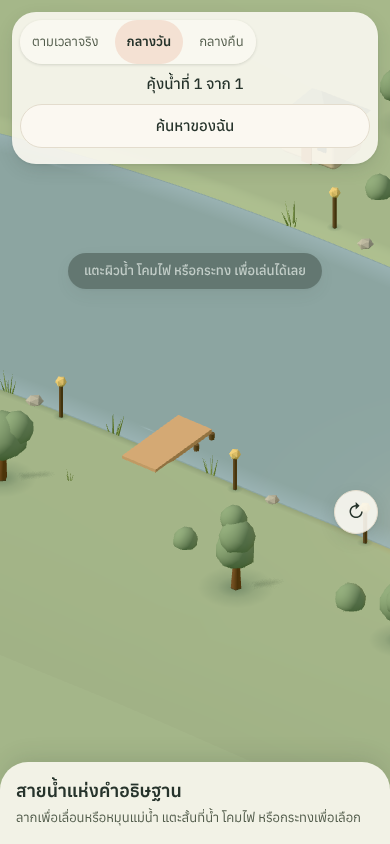 ตามเวลาจริง กลางวัน กลางคืน
คุ้งน้ำที่ 1 จาก 1
ค้นหาของฉัน
แตะผิวน้ำ โคมไฟ หรือกระทง เพื่อเล่นได้เลย
สายน้ำแห่งคำอธิษฐาน
ลากเพื่อเลื่อนหรือหมุนแม่น้ำ แตะสั้นที่น้ำ โคมไฟ หรือกระทงเพื่อเลือก